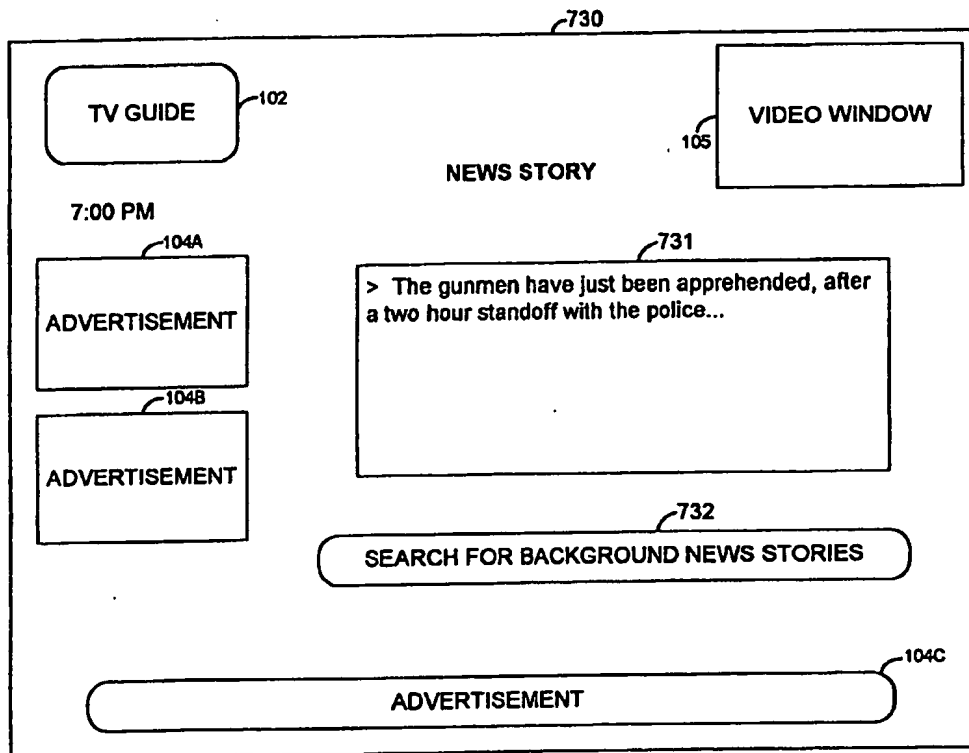 730
TV GUIDE
102
VIDEO WINDOW
105
NEWS STORY
7:00 PM
104A
ADVERTISEMENT
731
> The gunmen have just been apprehended, after
a two hour standoff with the police...
104B
ADVERTISEMENT
732
SEARCH FOR BACKGROUND NEWS STORIES
104C
ADVERTISEMENT